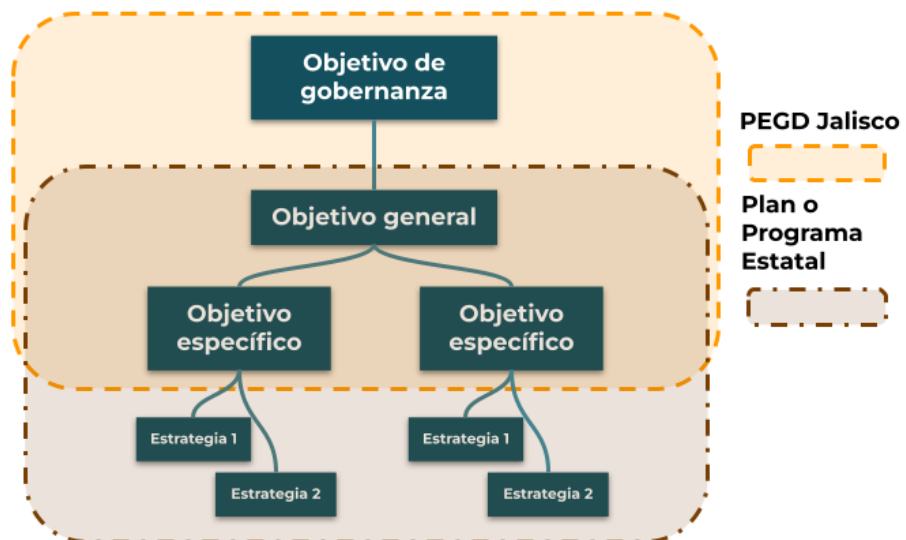 Objetivo de
gobernanza
PEGD Jalisco
Plan o
Programa
Estatal
Objetivo general
Objetivo
específico
Objetivo
específico
Estrategia 1
Estrategia 2
Estrategia 1
Estrategia 2